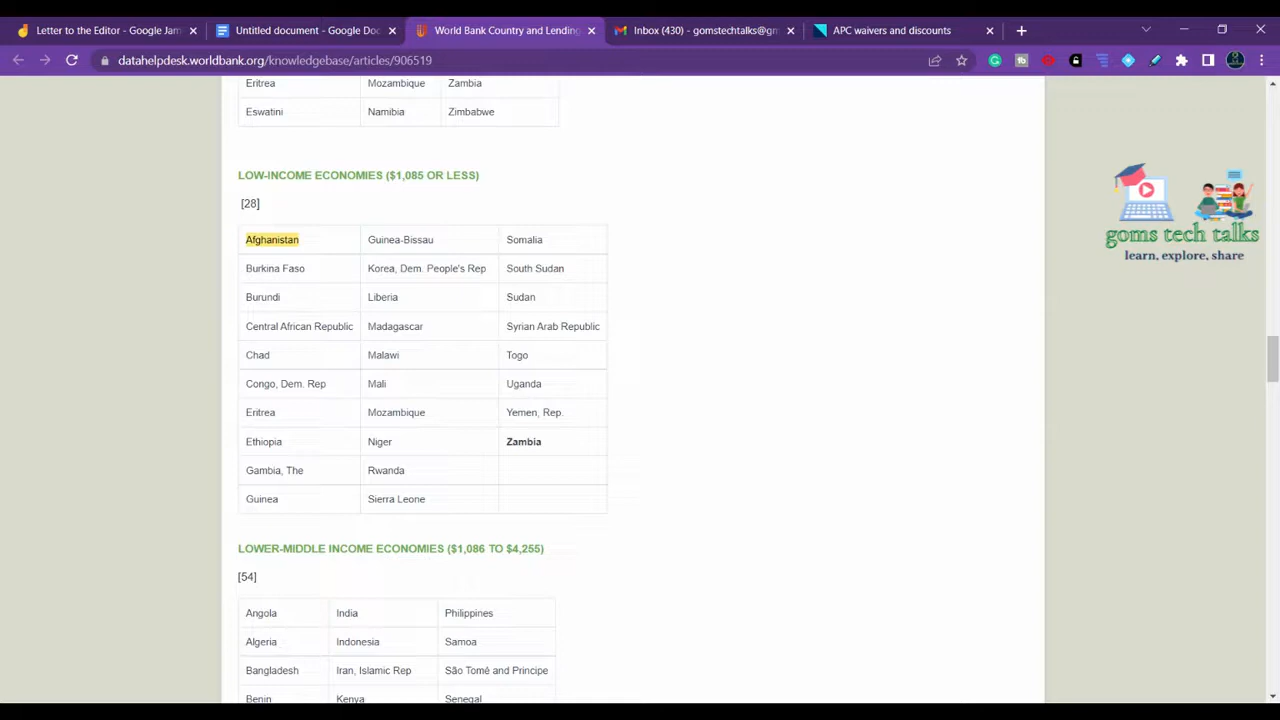 Letter to the Editor - Google Jam
Untitled document - Google Doc
World Bank Country and Lending
Inbox (430) - gomstechtalks@gm
APC waivers and discounts
datahelpdesk.worldbank.org/knowledgebase/articles/906519
Eritrea Mozambique Zambia
Eswatini Namibia Zimbabwe
LOW-INCOME ECONOMIES ($1,085 OR LESS)
[28]
Afghanistan Guinea-Bissau Somalia
Burkina Faso Korea, Dem. People's Rep South Sudan
Burundi Liberia Sudan
Central African Republic Madagascar Syrian Arab Republic
Chad Malawi Togo
Congo, Dem. Rep Mali Uganda
Eritrea Mozambique Yemen, Rep.
Ethiopia Niger Zambia
Gambia, The Rwanda
Guinea Sierra Leone
LOWER-MIDDLE INCOME ECONOMIES ($1,086 TO $4,255)
[54]
Angola India Philippines
Algeria Indonesia Samoa
Bangladesh Iran, Islamic Rep São Tomé and Principe
Benin Kenya Senegal
goms tech talks
learn, explore, share